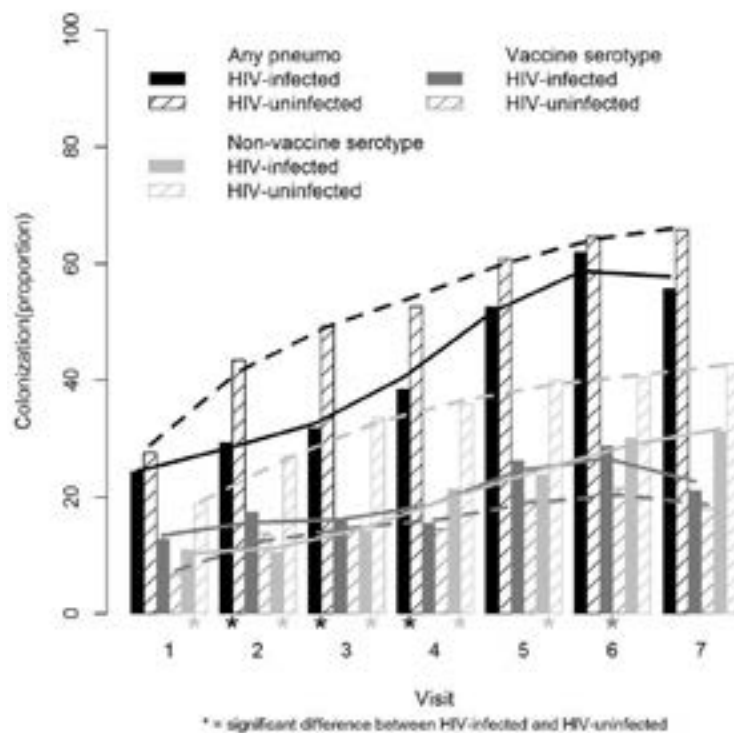 100
80
60
40
20
0
Colonization(proportion)
Any pneumo
HIV-infected
HIV-uninfected
Vaccine serotype
HIV-infected
HIV-uninfected
Non-vaccine serotype
HIV-infected
HIV-uninfected
* * * * * * * * * *
1 2 3 4 5 6 7
Visit
* = significant difference between HIV-infected and HIV-uninfected